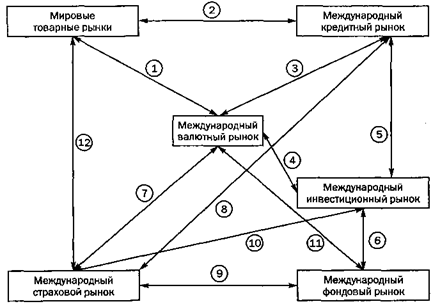 Мировые
товарные рынки
2
Международный
кредитный рынок
1
3
Международный
валютный рынок
12
4
5
Международный
инвестиционный рынок
7
8
10
11
6
Международный
страховой рынок
9
Международный
фондовый рынок